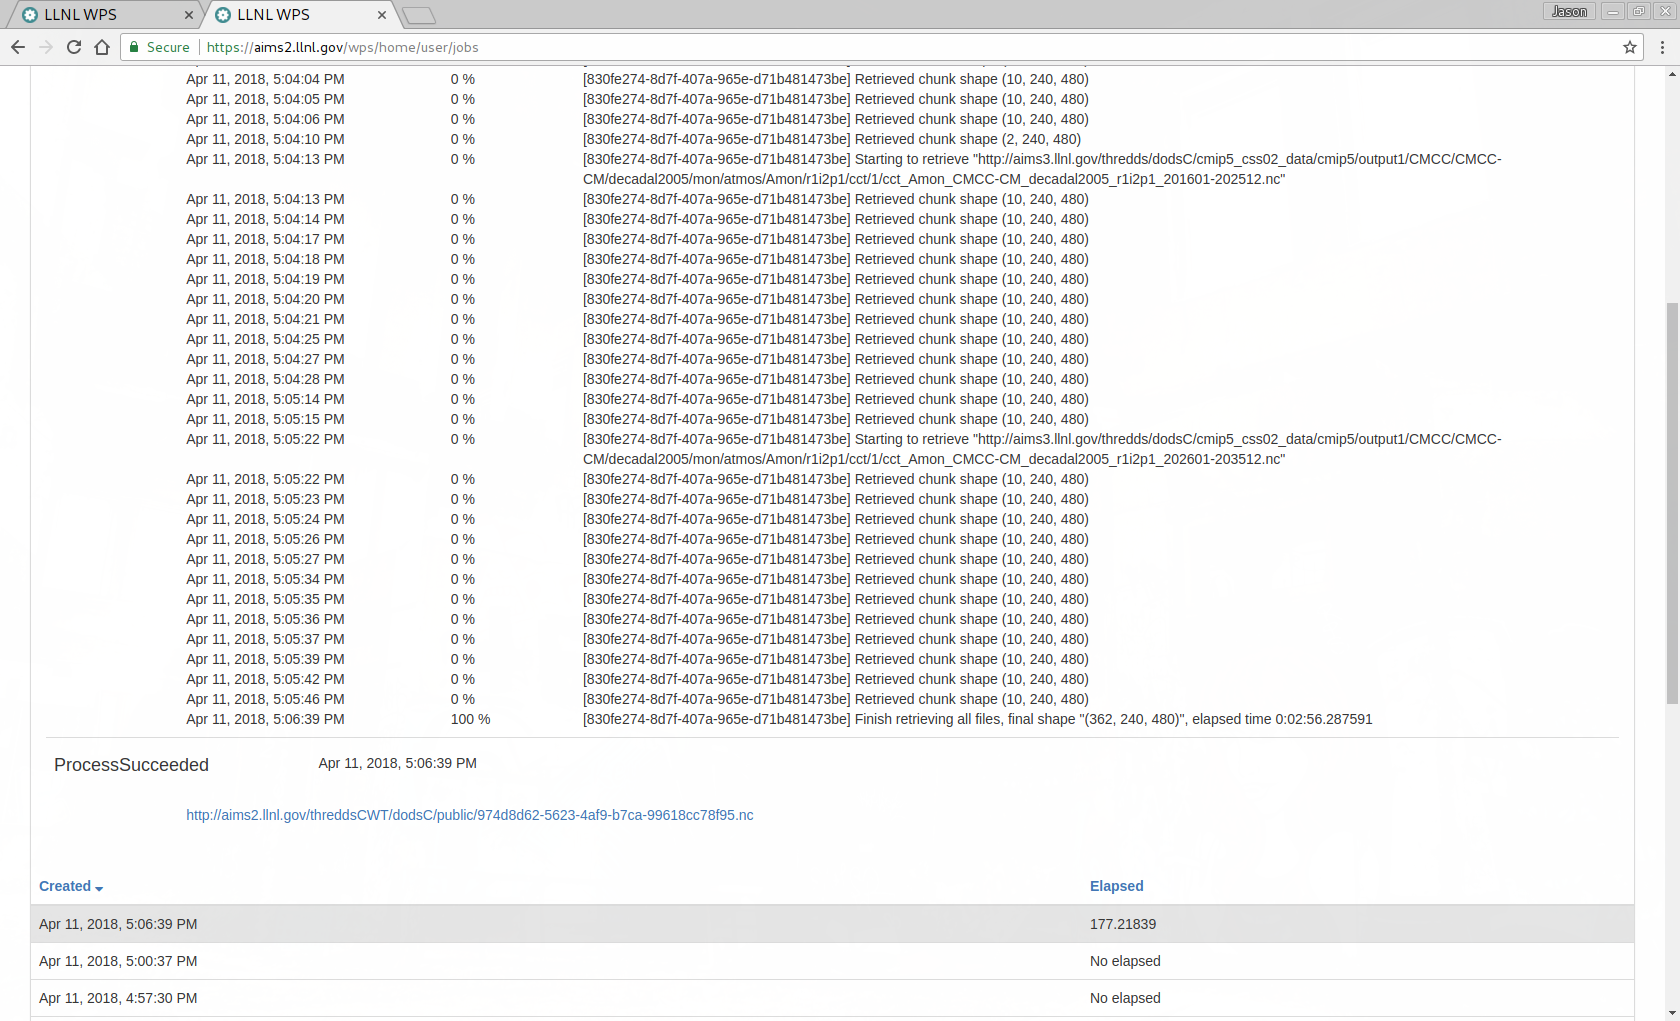 LLNL WPS
LLNL WPS
Jason
Secure https://aims2.llnl.gov/wps/home/user/jobs
Apr 11, 2018, 5:04:04 PM 0 % [830fe274-8d7f-407a-965e-d71b481473be] Retrieved chunk shape (10, 240, 480)
Apr 11, 2018, 5:04:05 PM 0 % [830fe274-8d7f-407a-965e-d71b481473be] Retrieved chunk shape (10, 240, 480)
Apr 11, 2018, 5:04:06 PM 0 % [830fe274-8d7f-407a-965e-d71b481473be] Retrieved chunk shape (10, 240, 480)
Apr 11, 2018, 5:04:10 PM 0 % [830fe274-8d7f-407a-965e-d71b481473be] Retrieved chunk shape (2, 240, 480)
Apr 11, 2018, 5:04:13 PM 0 % [830fe274-8d7f-407a-965e-d71b481473be] Starting to retrieve "http://aims3.llnl.gov/thredds/dodsC/cmip5_css02_data/cmip5/output1/CMCC/CMCC-
CM/decadal2005/mon/atmos/Amon/r1i2p1/cct/1/cct_Amon_CMCC-CM_decadal2005_r1i2p1_201601-202512.nc"
Apr 11, 2018, 5:04:13 PM 0 % [830fe274-8d7f-407a-965e-d71b481473be] Retrieved chunk shape (10, 240, 480)
Apr 11, 2018, 5:04:14 PM 0 % [830fe274-8d7f-407a-965e-d71b481473be] Retrieved chunk shape (10, 240, 480)
Apr 11, 2018, 5:04:17 PM 0 % [830fe274-8d7f-407a-965e-d71b481473be] Retrieved chunk shape (10, 240, 480)
Apr 11, 2018, 5:04:18 PM 0 % [830fe274-8d7f-407a-965e-d71b481473be] Retrieved chunk shape (10, 240, 480)
Apr 11, 2018, 5:04:19 PM 0 % [830fe274-8d7f-407a-965e-d71b481473be] Retrieved chunk shape (10, 240, 480)
Apr 11, 2018, 5:04:20 PM 0 % [830fe274-8d7f-407a-965e-d71b481473be] Retrieved chunk shape (10, 240, 480)
Apr 11, 2018, 5:04:21 PM 0 % [830fe274-8d7f-407a-965e-d71b481473be] Retrieved chunk shape (10, 240, 480)
Apr 11, 2018, 5:04:25 PM 0 % [830fe274-8d7f-407a-965e-d71b481473be] Retrieved chunk shape (10, 240, 480)
Apr 11, 2018, 5:04:27 PM 0 % [830fe274-8d7f-407a-965e-d71b481473be] Retrieved chunk shape (10, 240, 480)
Apr 11, 2018, 5:04:28 PM 0 % [830fe274-8d7f-407a-965e-d71b481473be] Retrieved chunk shape (10, 240, 480)
Apr 11, 2018, 5:05:14 PM 0 % [830fe274-8d7f-407a-965e-d71b481473be] Retrieved chunk shape (10, 240, 480)
Apr 11, 2018, 5:05:15 PM 0 % [830fe274-8d7f-407a-965e-d71b481473be] Retrieved chunk shape (10, 240, 480)
Apr 11, 2018, 5:05:22 PM 0 % [830fe274-8d7f-407a-965e-d71b481473be] Starting to retrieve "http://aims3.llnl.gov/thredds/dodsC/cmip5_css02_data/cmip5/output1/CMCC/CMCC-
CM/decadal2005/mon/atmos/Amon/r1i2p1/cct/1/cct_Amon_CMCC-CM_decadal2005_r1i2p1_202601-203512.nc"
Apr 11, 2018, 5:05:22 PM 0 % [830fe274-8d7f-407a-965e-d71b481473be] Retrieved chunk shape (10, 240, 480)
Apr 11, 2018, 5:05:23 PM 0 % [830fe274-8d7f-407a-965e-d71b481473be] Retrieved chunk shape (10, 240, 480)
Apr 11, 2018, 5:05:24 PM 0 % [830fe274-8d7f-407a-965e-d71b481473be] Retrieved chunk shape (10, 240, 480)
Apr 11, 2018, 5:05:26 PM 0 % [830fe274-8d7f-407a-965e-d71b481473be] Retrieved chunk shape (10, 240, 480)
Apr 11, 2018, 5:05:27 PM 0 % [830fe274-8d7f-407a-965e-d71b481473be] Retrieved chunk shape (10, 240, 480)
Apr 11, 2018, 5:05:34 PM 0 % [830fe274-8d7f-407a-965e-d71b481473be] Retrieved chunk shape (10, 240, 480)
Apr 11, 2018, 5:05:35 PM 0 % [830fe274-8d7f-407a-965e-d71b481473be] Retrieved chunk shape (10, 240, 480)
Apr 11, 2018, 5:05:36 PM 0 % [830fe274-8d7f-407a-965e-d71b481473be] Retrieved chunk shape (10, 240, 480)
Apr 11, 2018, 5:05:37 PM 0 % [830fe274-8d7f-407a-965e-d71b481473be] Retrieved chunk shape (10, 240, 480)
Apr 11, 2018, 5:05:39 PM 0 % [830fe274-8d7f-407a-965e-d71b481473be] Retrieved chunk shape (10, 240, 480)
Apr 11, 2018, 5:05:42 PM 0 % [830fe274-8d7f-407a-965e-d71b481473be] Retrieved chunk shape (10, 240, 480)
Apr 11, 2018, 5:05:46 PM 0 % [830fe274-8d7f-407a-965e-d71b481473be] Retrieved chunk shape (10, 240, 480)
Apr 11, 2018, 5:06:39 PM 100 % [830fe274-8d7f-407a-965e-d71b481473be] Finish retrieving all files, final shape "(362, 240, 480)", elapsed time 0:02:56.287591
ProcessSucceeded Apr 11, 2018, 5:06:39 PM
http://aims2.llnl.gov/threddsCWT/dodsC/public/974d8d62-5623-4af9-b7ca-99618cc78f95.nc
Created Elapsed
Apr 11, 2018, 5:06:39 PM 177.21839
Apr 11, 2018, 5:00:37 PM No elapsed
Apr 11, 2018, 4:57:30 PM No elapsed